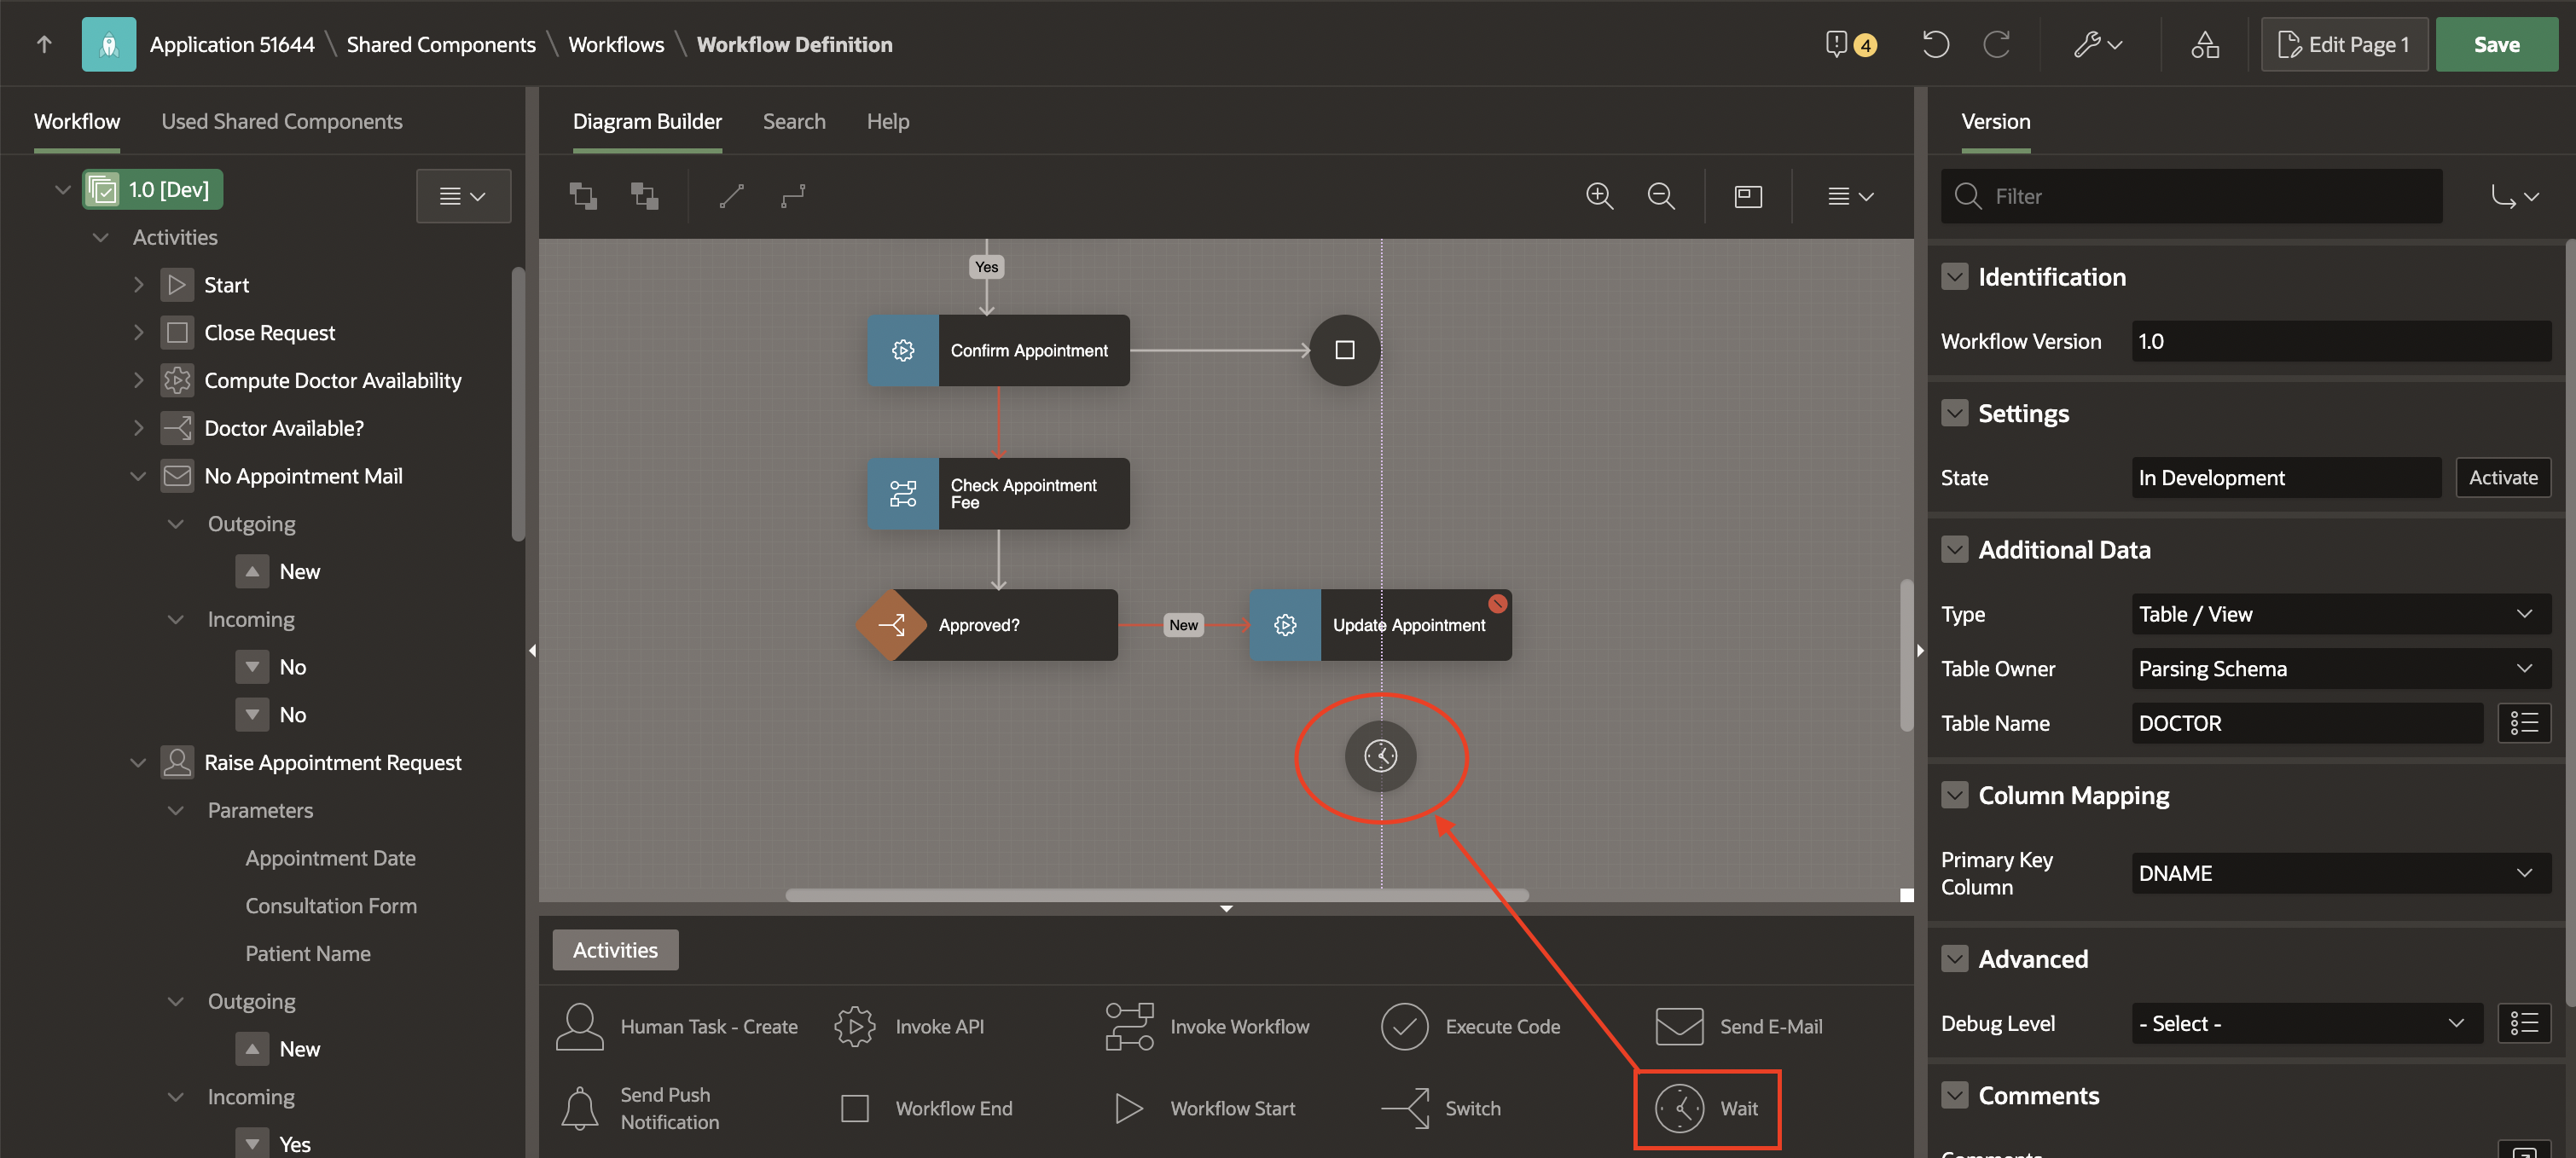 Application 51644 \ Shared Components \ Workflows \ Workflow Definition
4
Edit Page 1
Save
Workflow
Used Shared Components
1.0 [Dev]
Activities
Start
Close Request
Compute Doctor Availability
Doctor Available?
No Appointment Mail
Outgoing
New
Incoming
No
No
Raise Appointment Request
Parameters
Appointment Date
Consultation Form
Patient Name
Outgoing
New
Incoming
Yes
Diagram Builder
Search
Help
Yes
Confirm Appointment
Check Appointment
Fee
Approved?
New
Update Appointment
Activities
Human Task - Create
Invoke API
Invoke Workflow
Execute Code
Send E-Mail
Send Push
Notification
Workflow End
Workflow Start
Switch
Wait
Version
Filter
Identification
Workflow Version
1.0
Settings
State
In Development
Activate
Additional Data
Type
Table / View
Table Owner
Parsing Schema
Table Name
DOCTOR
Column Mapping
Primary Key
Column
DNAME
Advanced
Debug Level
- Select -
Comments
Comments